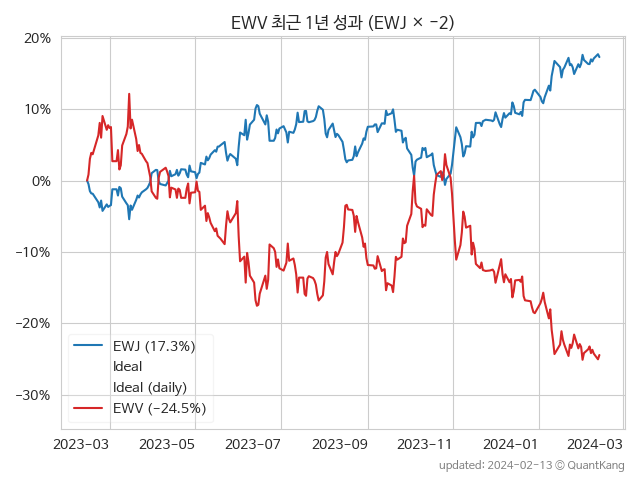 EWV 최근 1년 성과 (EWJ × −2)
20%
10%
0%
−10%
−20%
−30%
EWJ (17.3%)
Ideal
Ideal (daily)
EWV (−24.5%)
2023-03
2023-05
2023-07
2023-09
2023-11
2024-01
2024-03
updated: 2024-02-13 © QuantKang